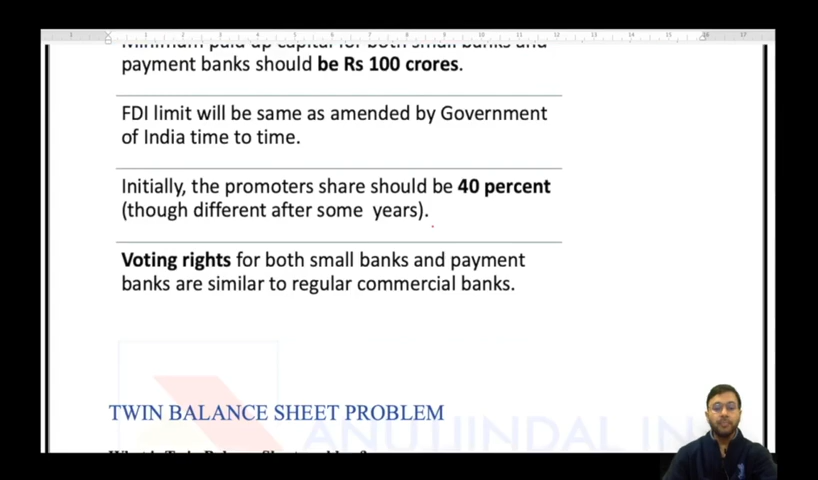 Minimum paid up capital for both small banks and
payment banks should be Rs 100 crores.
FDI limit will be same as amended by Government
of India time to time.
Initially, the promoters share should be 40 percent
(though different after some years).
Voting rights for both small banks and payment
banks are similar to regular commercial banks.
TWIN BALANCE SHEET PROBLEM
ANUJJINDAL IN